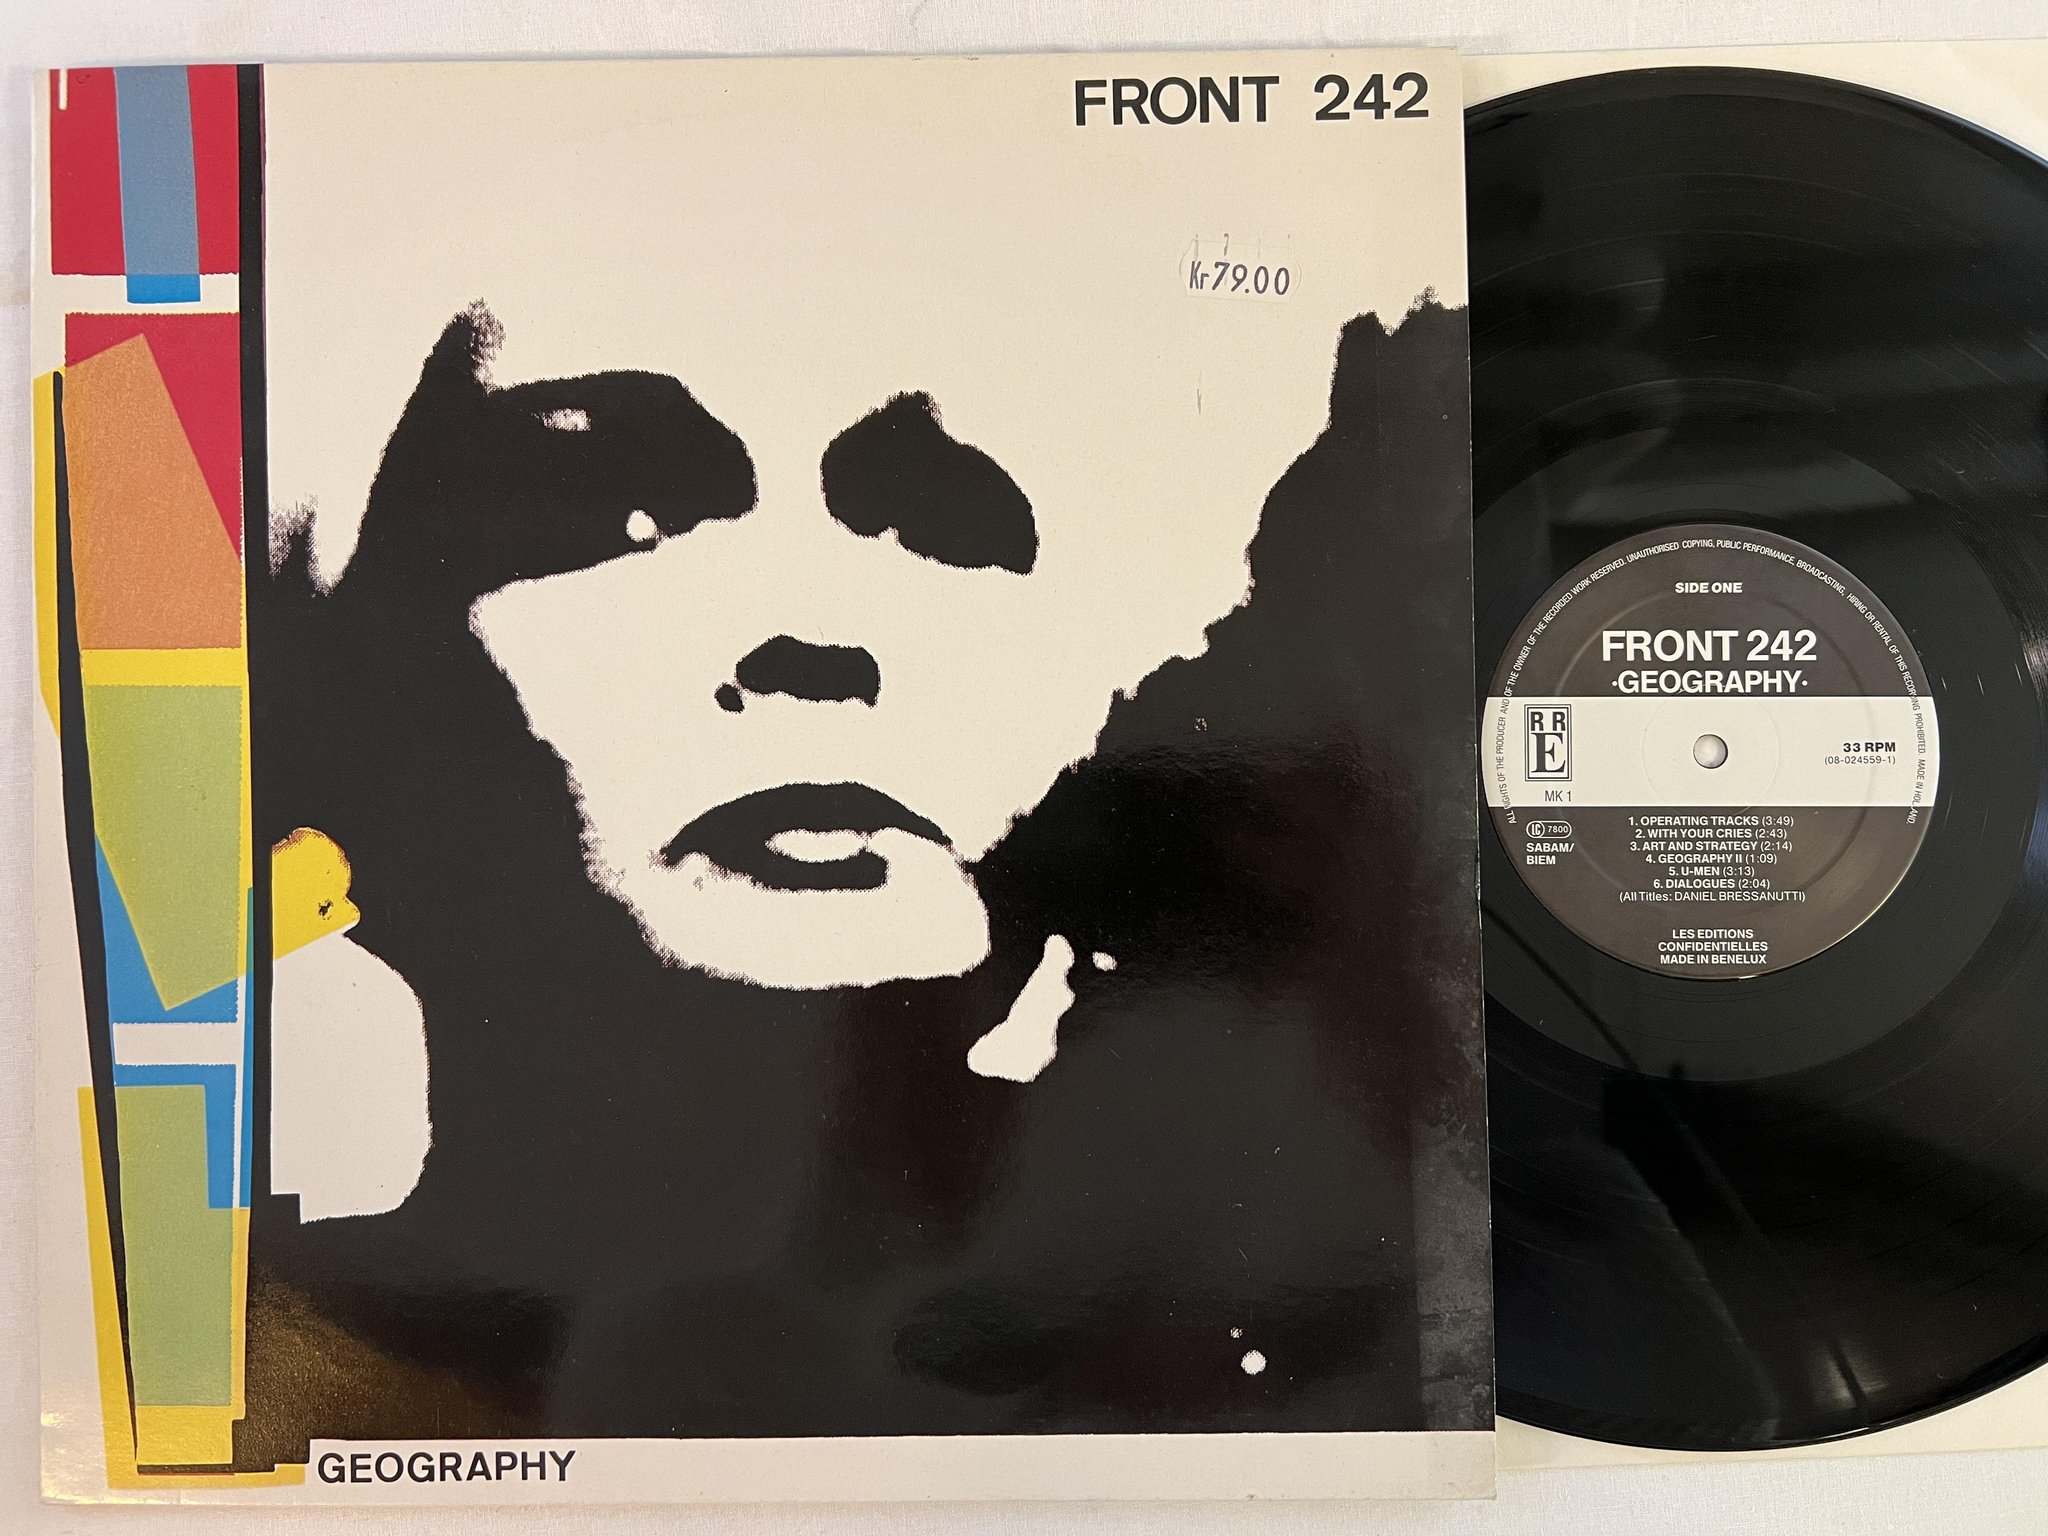 FRONT 242
Kr79.00
GEOGRAPHY
ALL RIGHTS OF THE PRODUCER AND OF THE OWNER OF THE RECORDED WORK RESERVED. UNAUTHORISED COPYING, PUBLIC PERFORMANCE, BROADCASTING, HIRING OR RENTAL OF THIS RECORDING PROHIBITED. MADE IN HOLLAND
SIDE ONE
FRONT 242
·GEOGRAPHY·
R R
E
33 RPM
(08-024559-1)
MK 1
LC 7800
SABAM/
BIEM
1. OPERATING TRACKS (3:49)
2. WITH YOUR CRIES (2:43)
3. ART AND STRATEGY (2:14)
4. GEOGRAPHY II (1:09)
5. U-MEN (3:13)
6. DIALOGUES (2:04)
(All Titles: DANIEL BRESSANUTTI)
LES EDITIONS
CONFIDENTIELLES
MADE IN BENELUX